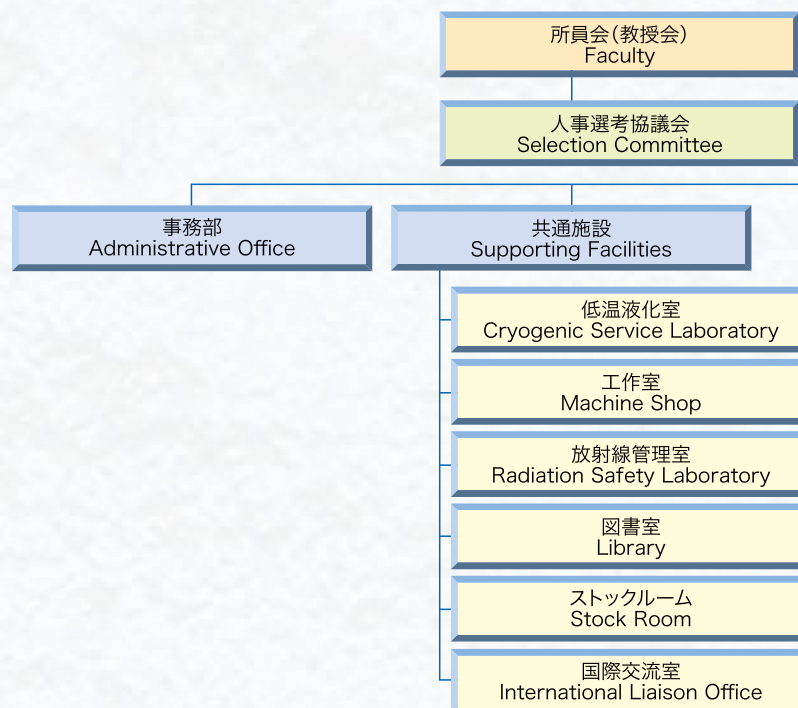 所員会（教授会）
Faculty
人事選考協議会
Selection Committee
事務部
Administrative Office
共通施設
Supporting Facilities
低温液化室
Cryogenic Service Laboratory
工作室
Machine Shop
放射線管理室
Radiation Safety Laboratory
図書室
Library
ストックルーム
Stock Room
国際交流室
International Liaison Office